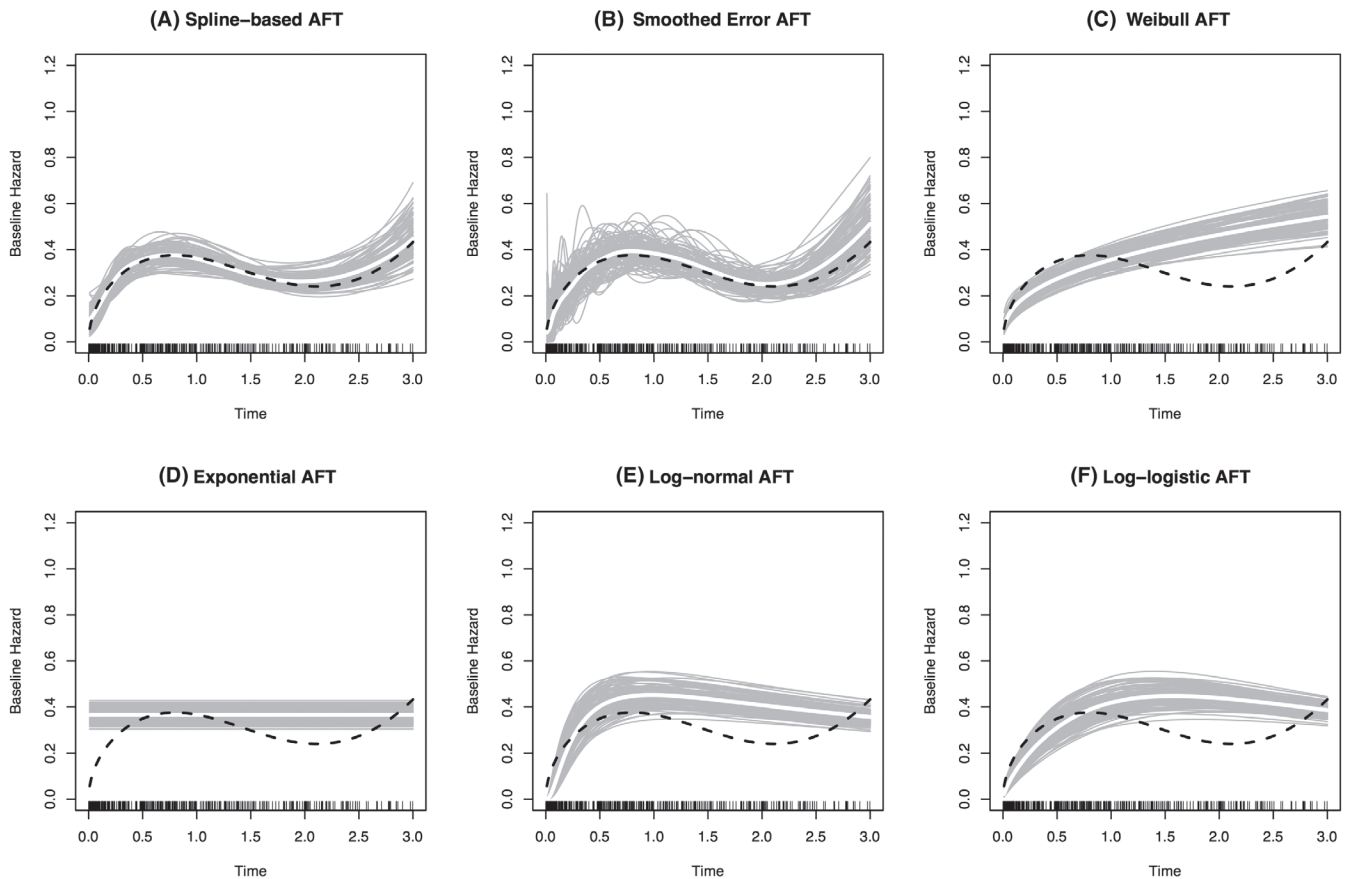 (A) Spline−based AFT
Baseline Hazard
0.0 0.2 0.4 0.6 0.8 1.0 1.2
0.0 0.5 1.0 1.5 2.0 2.5 3.0
Time
(B) Smoothed Error AFT
Baseline Hazard
0.0 0.2 0.4 0.6 0.8 1.0 1.2
0.0 0.5 1.0 1.5 2.0 2.5 3.0
Time
(C) Weibull AFT
Baseline Hazard
0.0 0.2 0.4 0.6 0.8 1.0 1.2
0.0 0.5 1.0 1.5 2.0 2.5 3.0
Time
(D) Exponential AFT
Baseline Hazard
0.0 0.2 0.4 0.6 0.8 1.0 1.2
0.0 0.5 1.0 1.5 2.0 2.5 3.0
Time
(E) Log−normal AFT
Baseline Hazard
0.0 0.2 0.4 0.6 0.8 1.0 1.2
0.0 0.5 1.0 1.5 2.0 2.5 3.0
Time
(F) Log−logistic AFT
Baseline Hazard
0.0 0.2 0.4 0.6 0.8 1.0 1.2
0.0 0.5 1.0 1.5 2.0 2.5 3.0
Time